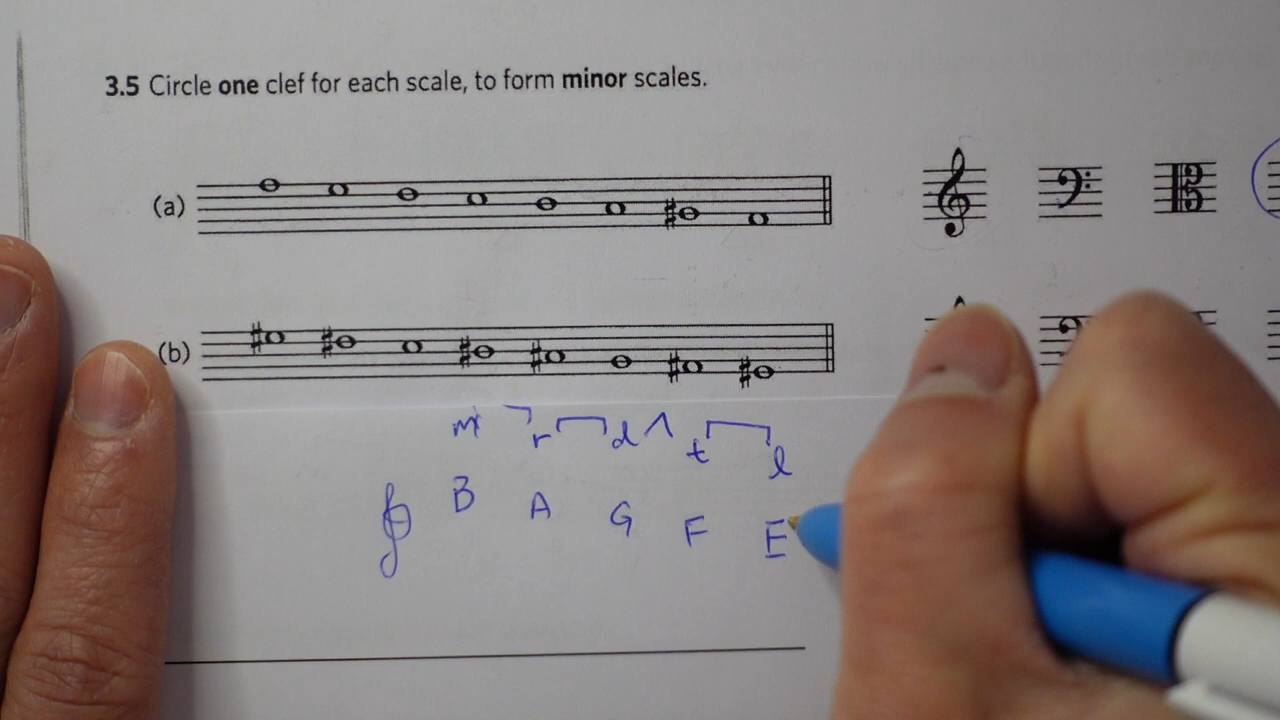 3.5 Circle one clef for each scale, to form minor scales.
(a)
(b)
m r d t l
B A G F E